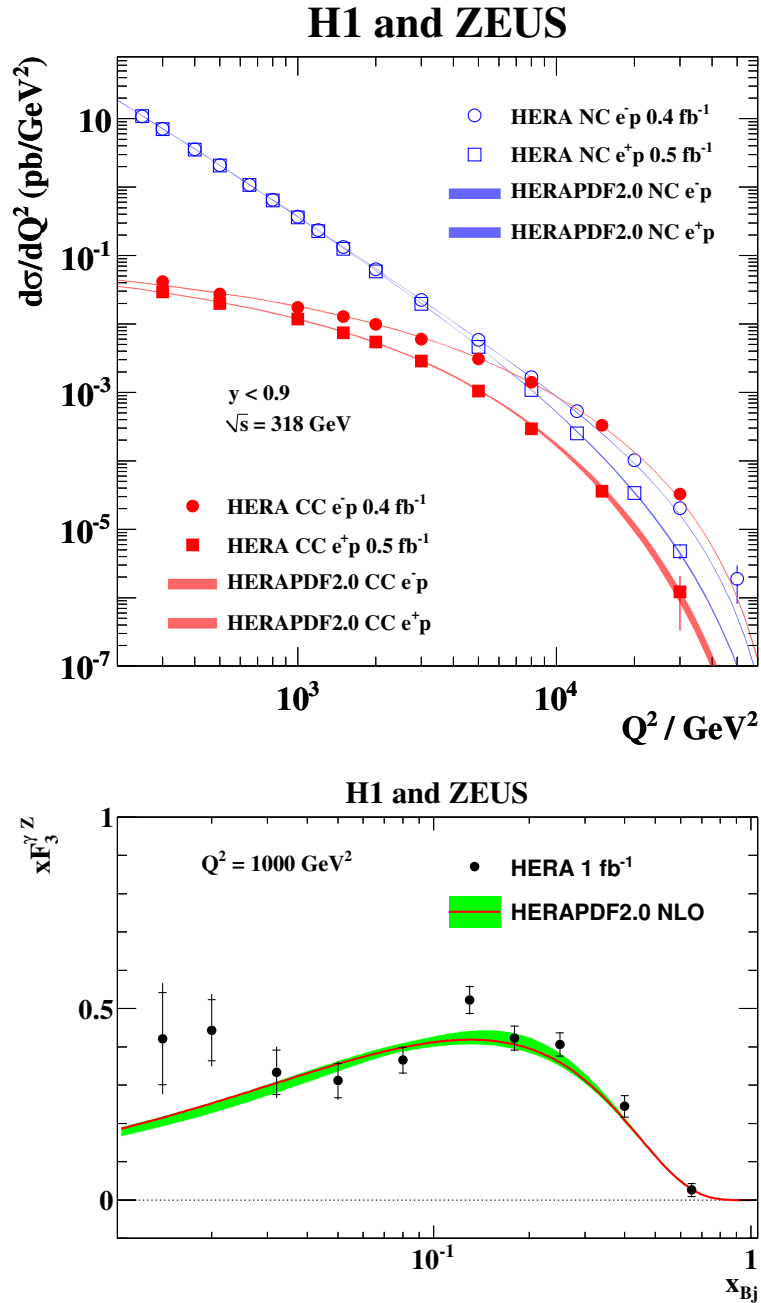 H1 and ZEUS
dσ/dQ² (pb/GeV²)
10
10⁻¹
10⁻³
10⁻⁵
10⁻⁷
HERA NC e⁻p 0.4 fb⁻¹
HERA NC e⁺p 0.5 fb⁻¹
HERAPDF2.0 NC e⁻p
HERAPDF2.0 NC e⁺p
y < 0.9
√s = 318 GeV
HERA CC e⁻p 0.4 fb⁻¹
HERA CC e⁺p 0.5 fb⁻¹
HERAPDF2.0 CC e⁻p
HERAPDF2.0 CC e⁺p
10³ 10⁴
Q² / GeV²
H1 and ZEUS
xF₃^γZ
1
0.5
0
Q² = 1000 GeV²
HERA 1 fb⁻¹
HERAPDF2.0 NLO
10⁻¹ 1
x_Bj